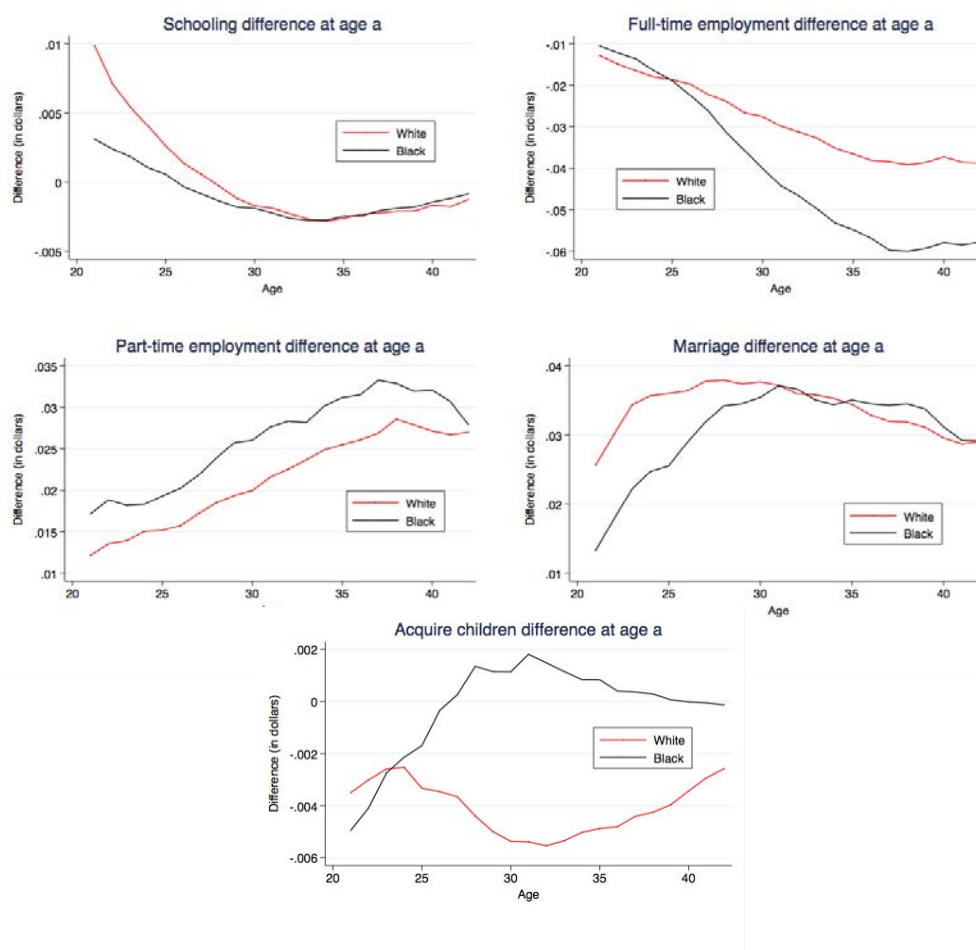 Schooling difference at age a
Difference (in dollars)
.01
.005
0
-.005
20 25 30 35 40
Age
White
Black
Full-time employment difference at age a
Difference (in dollars)
-.01
-.02
-.03
-.04
-.05
-.06
20 25 30 35 40
Age
White
Black
Part-time employment difference at age a
Difference (in dollars)
.035
.03
.025
.02
.015
.01
20 25 30 35 40
White
Black
Marriage difference at age a
Difference (in dollars)
.04
.03
.02
.01
20 25 30 35 40
Age
White
Black
Acquire children difference at age a
Difference (in dollars)
.002
0
-.002
-.004
-.006
20 25 30 35 40
Age
White
Black